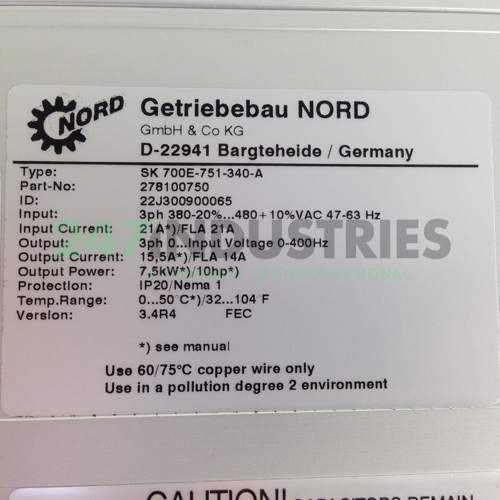 NORD
Getriebebau NORD
GmbH & Co KG
D-22941 Bargteheide / Germany
Type: SK 700E-751-340-A
Part-No: 278100750
ID: 22J300900065
Input: 3ph 380-20%...480+10%VAC 47-63 Hz
Input Current: 21A*)/FLA 21A
Output: 3ph 0...Input Voltage 0-400Hz
Output Current: 15,5A*)/FLA 14A
Output Power: 7,5kW*)/10hp*)
Protection: IP20/Nema 1
Temp.Range: 0...50°C*)/32...104 F
Version: 3.4R4 FEC
*) see manual
Use 60/75°C copper wire only
Use in a pollution degree 2 environment
247INDUSTRIES
CAUTION! CAPACITORS REMAIN